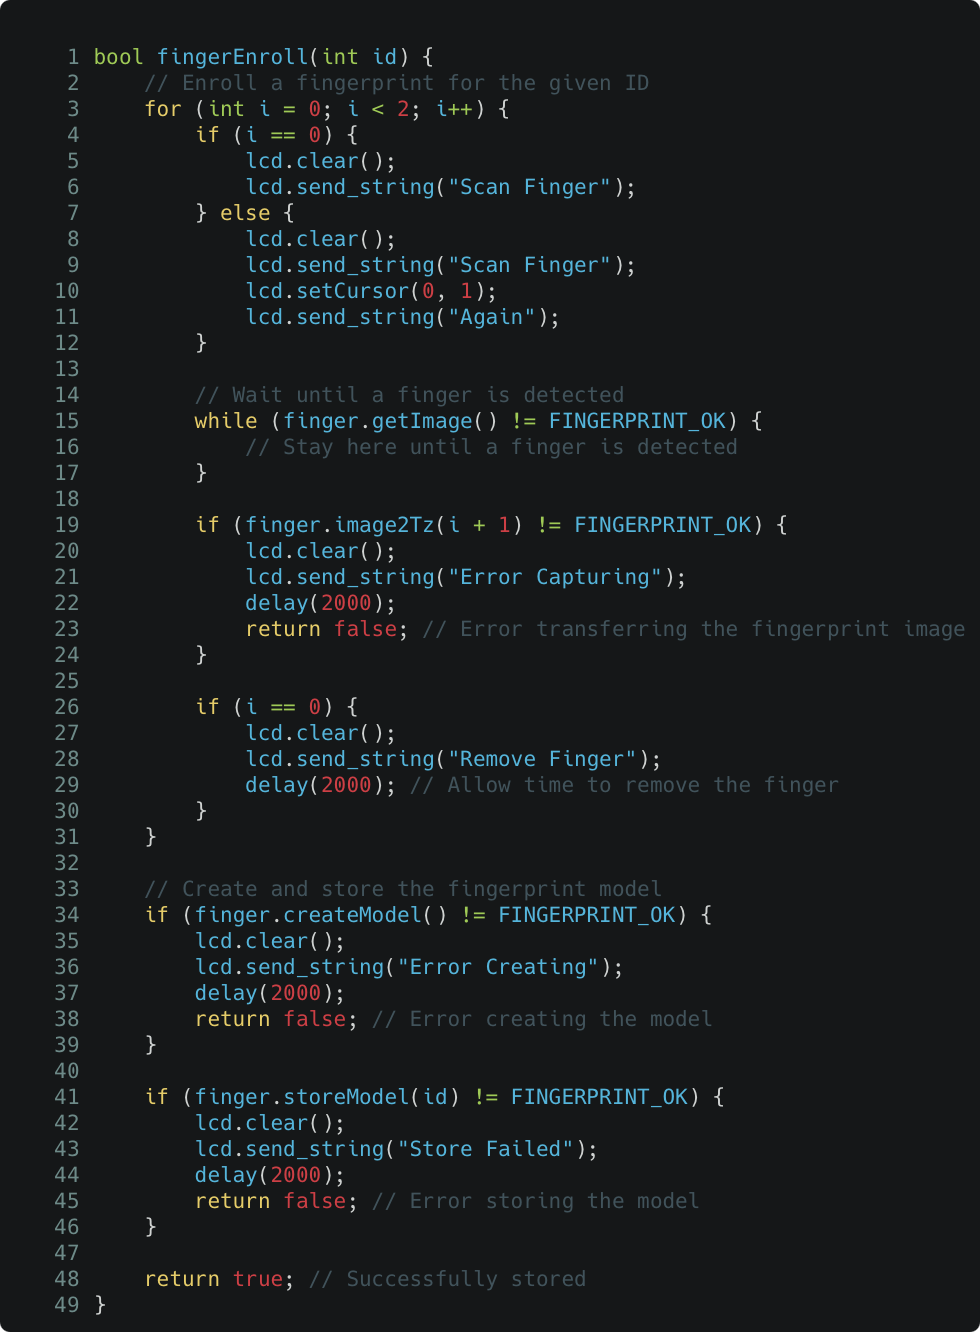 1 bool fingerEnroll(int id) {
2     // Enroll a fingerprint for the given ID
3     for (int i = 0; i < 2; i++) {
4         if (i == 0) {
5             lcd.clear();
6             lcd.send_string("Scan Finger");
7         } else {
8             lcd.clear();
9             lcd.send_string("Scan Finger");
10             lcd.setCursor(0, 1);
11             lcd.send_string("Again");
12         }
13
14         // Wait until a finger is detected
15         while (finger.getImage() != FINGERPRINT_OK) {
16             // Stay here until a finger is detected
17         }
18
19         if (finger.image2Tz(i + 1) != FINGERPRINT_OK) {
20             lcd.clear();
21             lcd.send_string("Error Capturing");
22             delay(2000);
23             return false; // Error transferring the fingerprint image
24         }
25
26         if (i == 0) {
27             lcd.clear();
28             lcd.send_string("Remove Finger");
29             delay(2000); // Allow time to remove the finger
30         }
31     }
32
33     // Create and store the fingerprint model
34     if (finger.createModel() != FINGERPRINT_OK) {
35         lcd.clear();
36         lcd.send_string("Error Creating");
37         delay(2000);
38         return false; // Error creating the model
39     }
40
41     if (finger.storeModel(id) != FINGERPRINT_OK) {
42         lcd.clear();
43         lcd.send_string("Store Failed");
44         delay(2000);
45         return false; // Error storing the model
46     }
47
48     return true; // Successfully stored
49 }